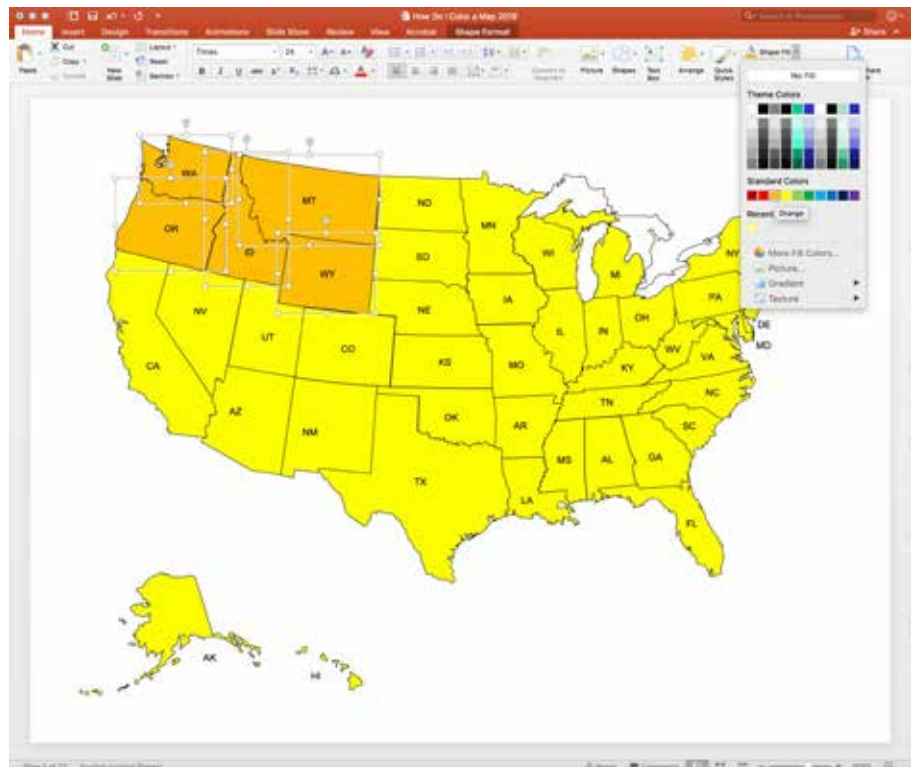 How Do I Color a Map 2016
Home Insert Design Transitions Animations Slide Show Review View Acrobat Shape Format
Share
Cut
Copy
Paste
New Slide
Layout
Reset
Section
Times
24
Picture Shapes Text Box Arrange Quick Styles
Shape Fill
No Fill
Theme Colors
Standard Colors
Recent
Orange
More Fill Colors...
Picture...
Gradient
Texture
WA
MT
ND
MN
OR
ID
SD
WI
MI
NY
WY
IA
PA
NE
NV
UT
CO
IL
IN
OH
DE
MD
CA
KS
MO
KY
WV
VA
NC
TN
AZ
NM
OK
AR
SC
MS
AL
GA
TX
LA
FL
AK
HI